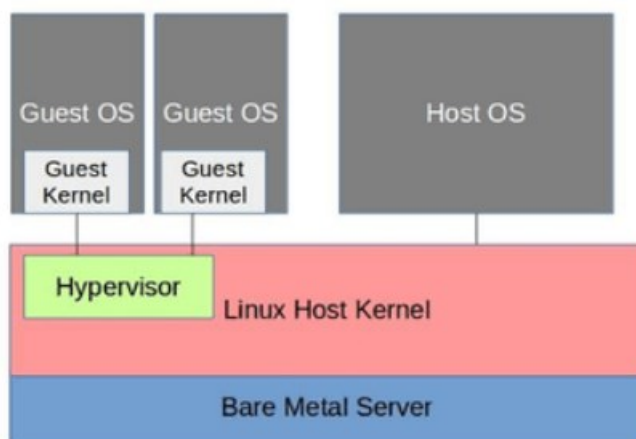 Guest OS
Guest OS
Host OS
Guest
Kernel
Guest
Kernel
Hypervisor
Linux Host Kernel
Bare Metal Server